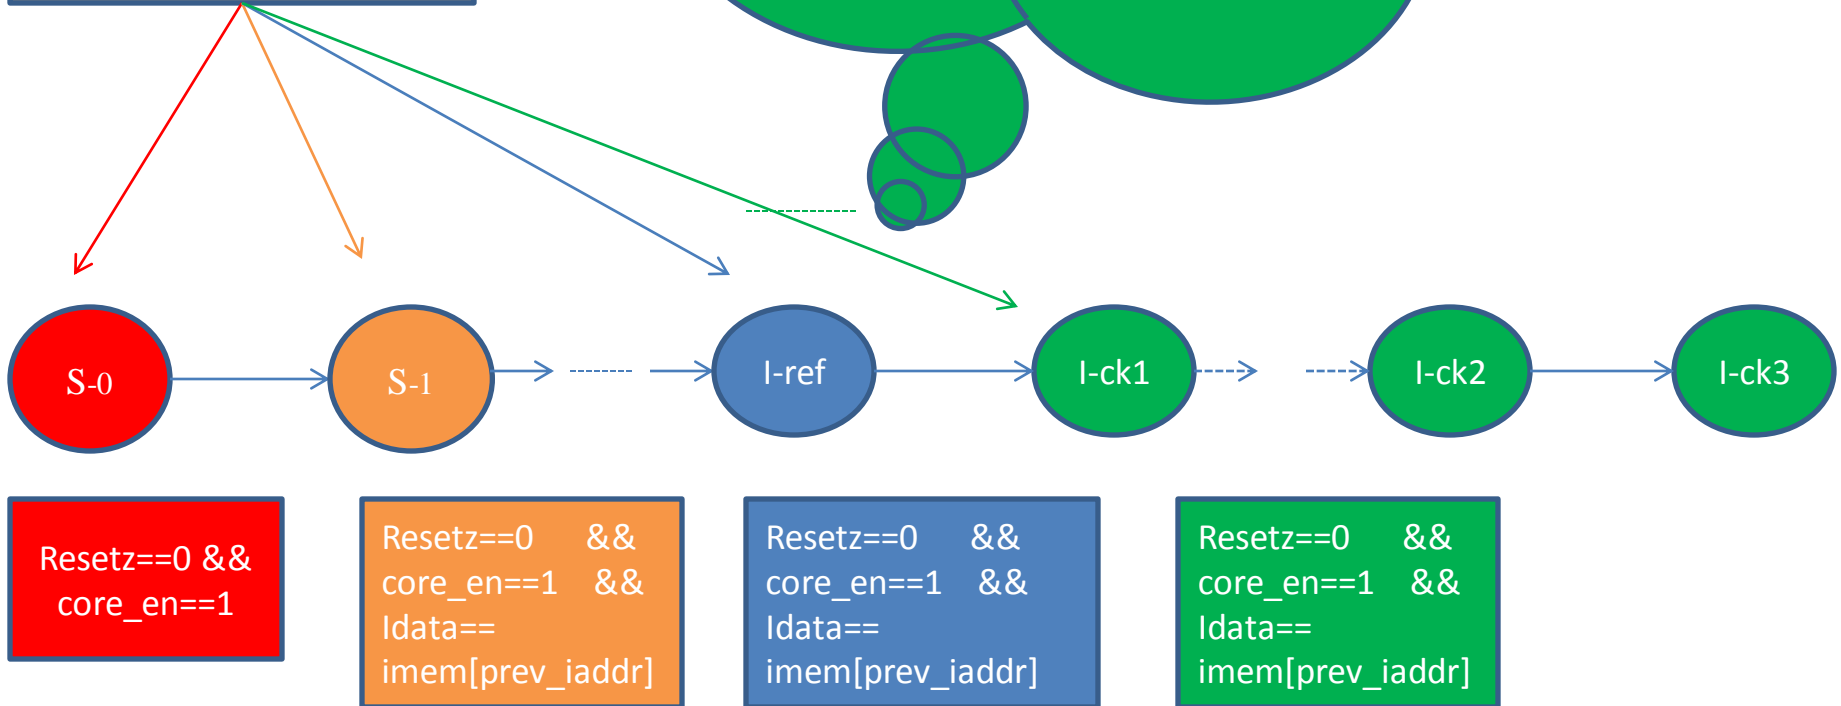 S-0
S-1
I-ref
I-ck1
I-ck2
I-ck3
Resetz==0 &&
core_en==1
Resetz==0 &&
core_en==1 &&
Idata==
imem[prev_iaddr]
Resetz==0 &&
core_en==1 &&
Idata==
imem[prev_iaddr]
Resetz==0 &&
core_en==1 &&
Idata==
imem[prev_iaddr]